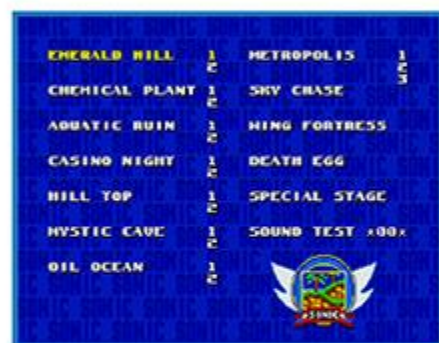 EMERALD HILL 1
2
CHEMICAL PLANT 1
2
AQUATIC RUIN 1
2
CASINO NIGHT 1
2
HILL TOP 1
2
MYSTIC CAVE 1
2
OIL OCEAN 1
2
METROPOLIS 1
2
3
SKY CHASE
WING FORTRESS
DEATH EGG
SPECIAL STAGE
SOUND TEST *00*
SONIC